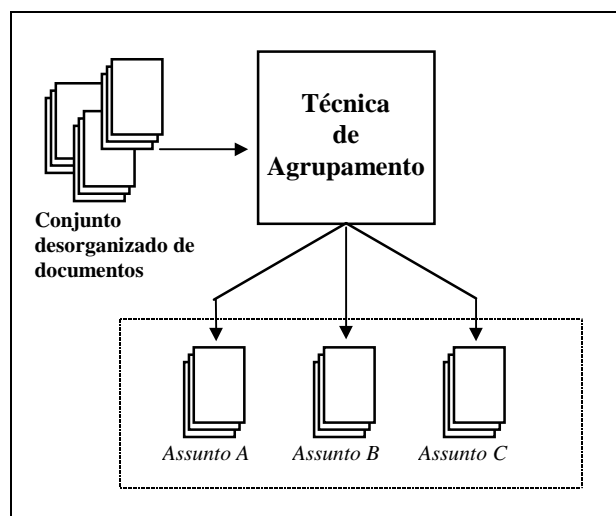 Técnica
de
Agrupamento
Conjunto
desorganizado de
documentos
Assunto A
Assunto B
Assunto C